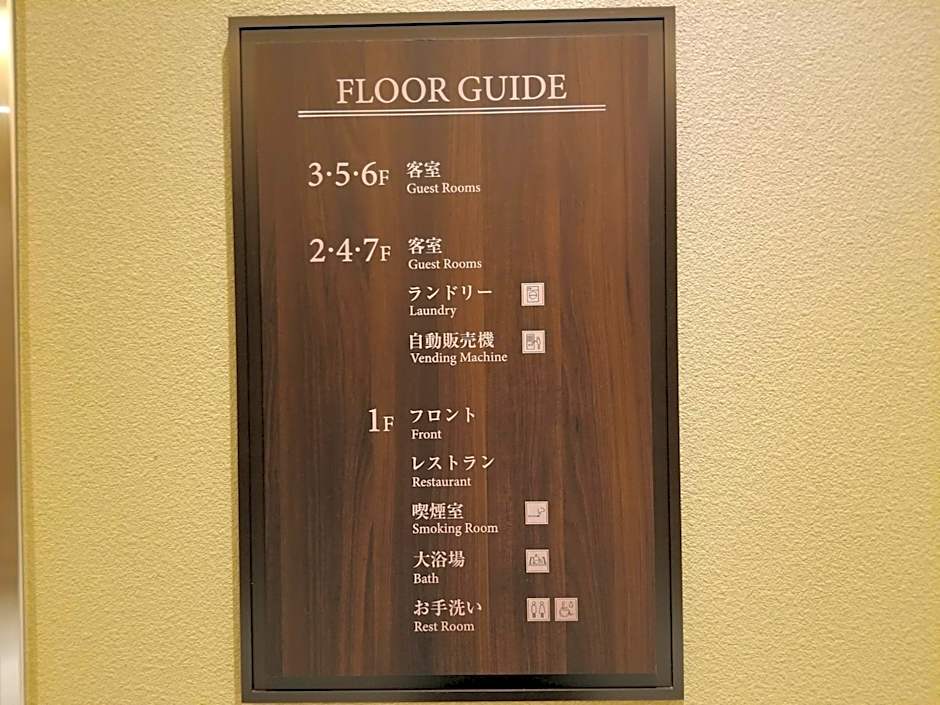 FLOOR GUIDE
3·5·6F 客室
Guest Rooms
2·4·7F 客室
Guest Rooms
ランドリー
Laundry
自動販売機
Vending Machine
1F フロント
Front
レストラン
Restaurant
喫煙室
Smoking Room
大浴場
Bath
お手洗い
Rest Room